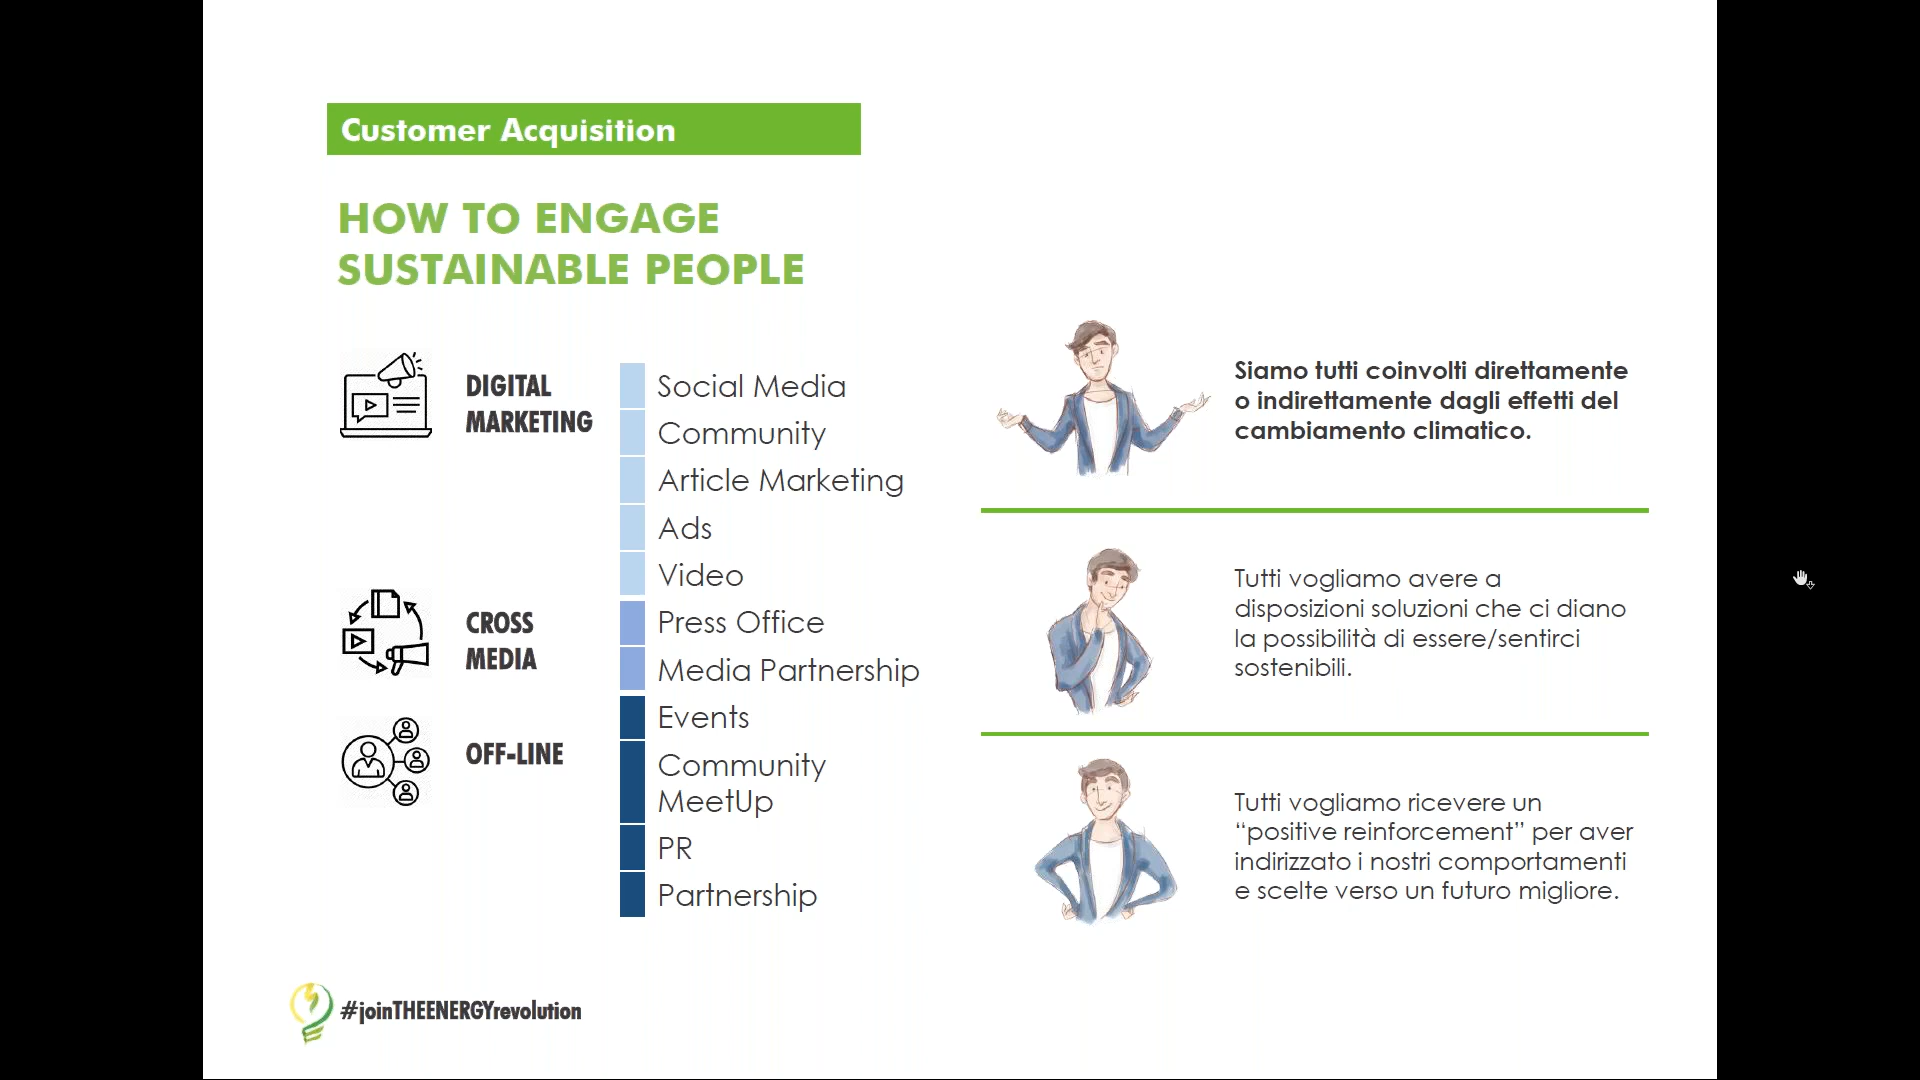 Customer Acquisition
HOW TO ENGAGE
SUSTAINABLE PEOPLE
DIGITAL
MARKETING
Social Media
Community
Article Marketing
Ads
Video
CROSS
MEDIA
Press Office
Media Partnership
OFF-LINE
Events
Community
MeetUp
PR
Partnership
Siamo tutti coinvolti direttamente
o indirettamente dagli effetti del
cambiamento climatico.
Tutti vogliamo avere a
disposizioni soluzioni che ci diano
la possibilità di essere/sentirci
sostenibili.
Tutti vogliamo ricevere un
“positive reinforcement” per aver
indirizzato i nostri comportamenti
e scelte verso un futuro migliore.
#joinTHEENERGYrevolution